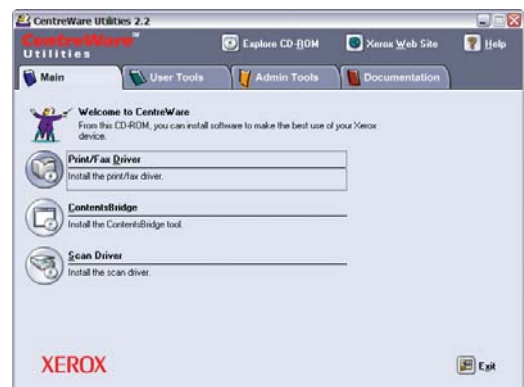 CentreWare Utilities 2.2
CentreWare™
Utilities
Explore CD-ROM
Xerox Web Site
Help
Main
User Tools
Admin Tools
Documentation
Welcome to CentreWare
From this CD-ROM, you can install software to make the best use of your Xerox
device.
Print/Fax Driver
Install the print/fax driver.
ContentsBridge
Install the ContentsBridge tool.
Scan Driver
Install the scan driver.
XEROX
Exit